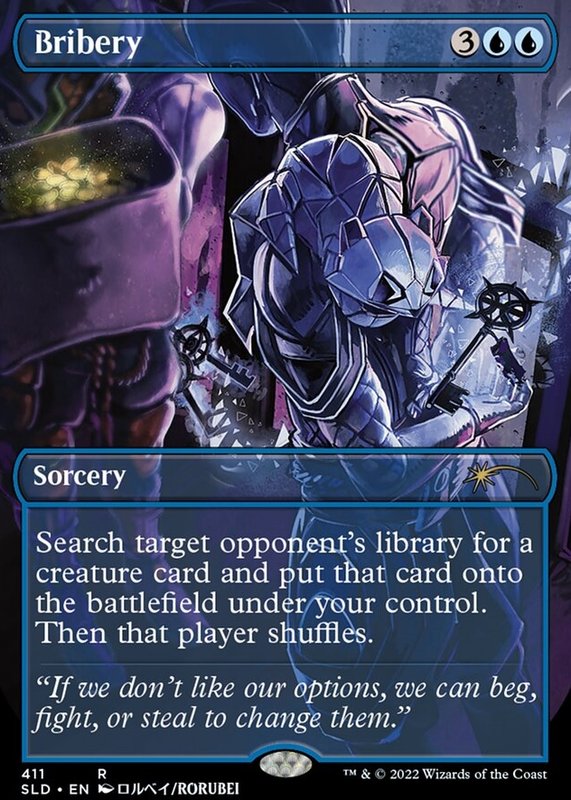 Bribery 3
Sorcery
Search target opponent's library for a
creature card and put that card onto
the battlefield under your control.
Then that player shuffles.
“If we don't like our options, we can beg,
fight, or steal to change them.”
411 R
SLD • EN ロルベイ/RORUBEI
™ & © 2022 Wizards of the Coast